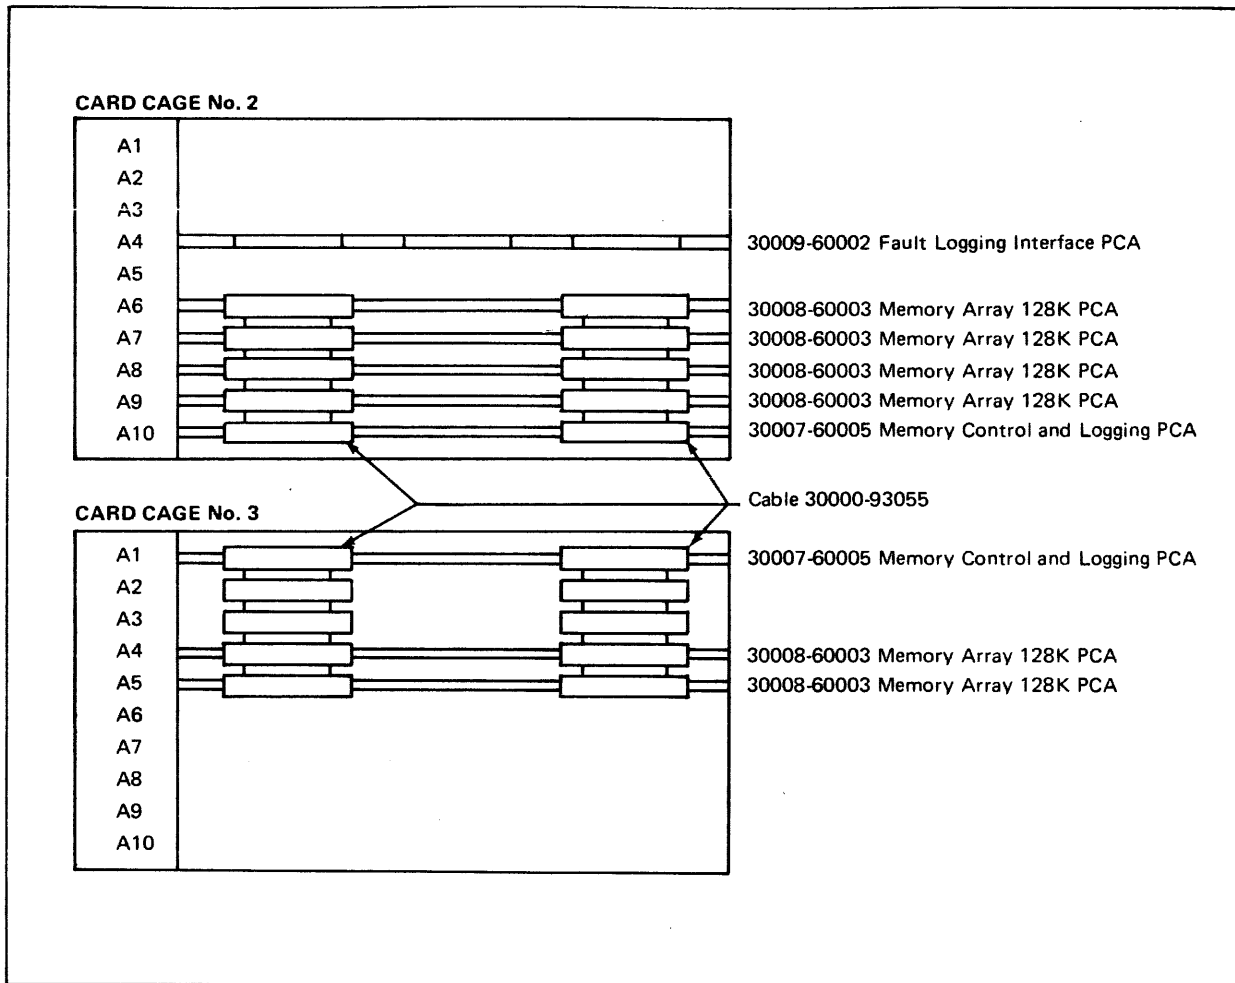 CARD CAGE No. 2
A1
A2
A3
A4
30009-60002 Fault Logging Interface PCA
A5
A6
30008-60003 Memory Array 128K PCA
A7
30008-60003 Memory Array 128K PCA
A8
30008-60003 Memory Array 128K PCA
A9
30008-60003 Memory Array 128K PCA
A10
30007-60005 Memory Control and Logging PCA
Cable 30000-93055
CARD CAGE No. 3
A1
30007-60005 Memory Control and Logging PCA
A2
A3
A4
30008-60003 Memory Array 128K PCA
A5
30008-60003 Memory Array 128K PCA
A6
A7
A8
A9
A10